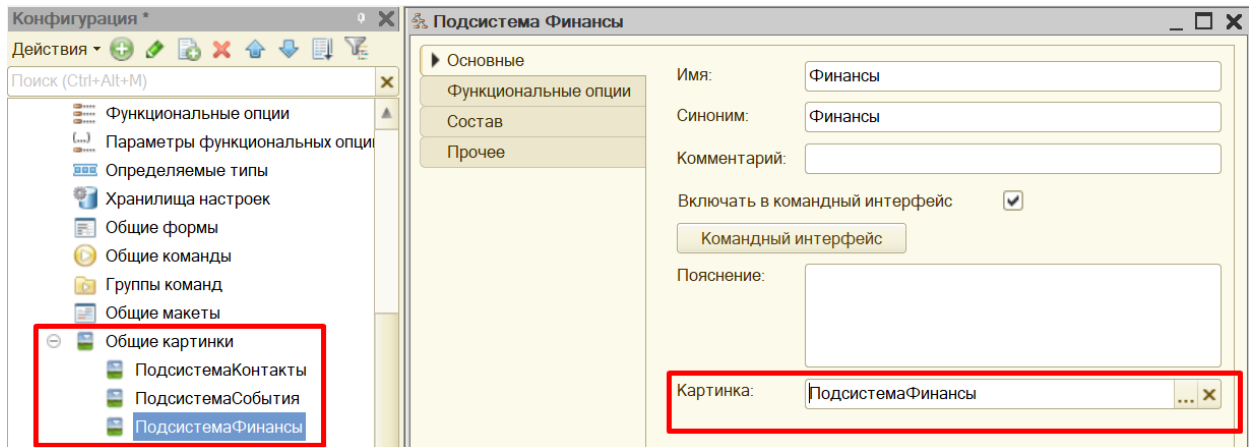 Конфигурация *
Действия
Поиск (Ctrl+Alt+M)
Функциональные опции
(...) Параметры функциональных опци
Определяемые типы
Хранилища настроек
Общие формы
Общие команды
Группы команд
Общие макеты
Общие картинки
ПодсистемаКонтакты
ПодсистемаСобытия
ПодсистемаФинансы
Подсистема Финансы
Основные
Функциональные опции
Состав
Прочее
Имя: Финансы
Синоним: Финансы
Комментарий:
Включать в командный интерфейс
Командный интерфейс
Пояснение:
Картинка: ПодсистемаФинансы ...